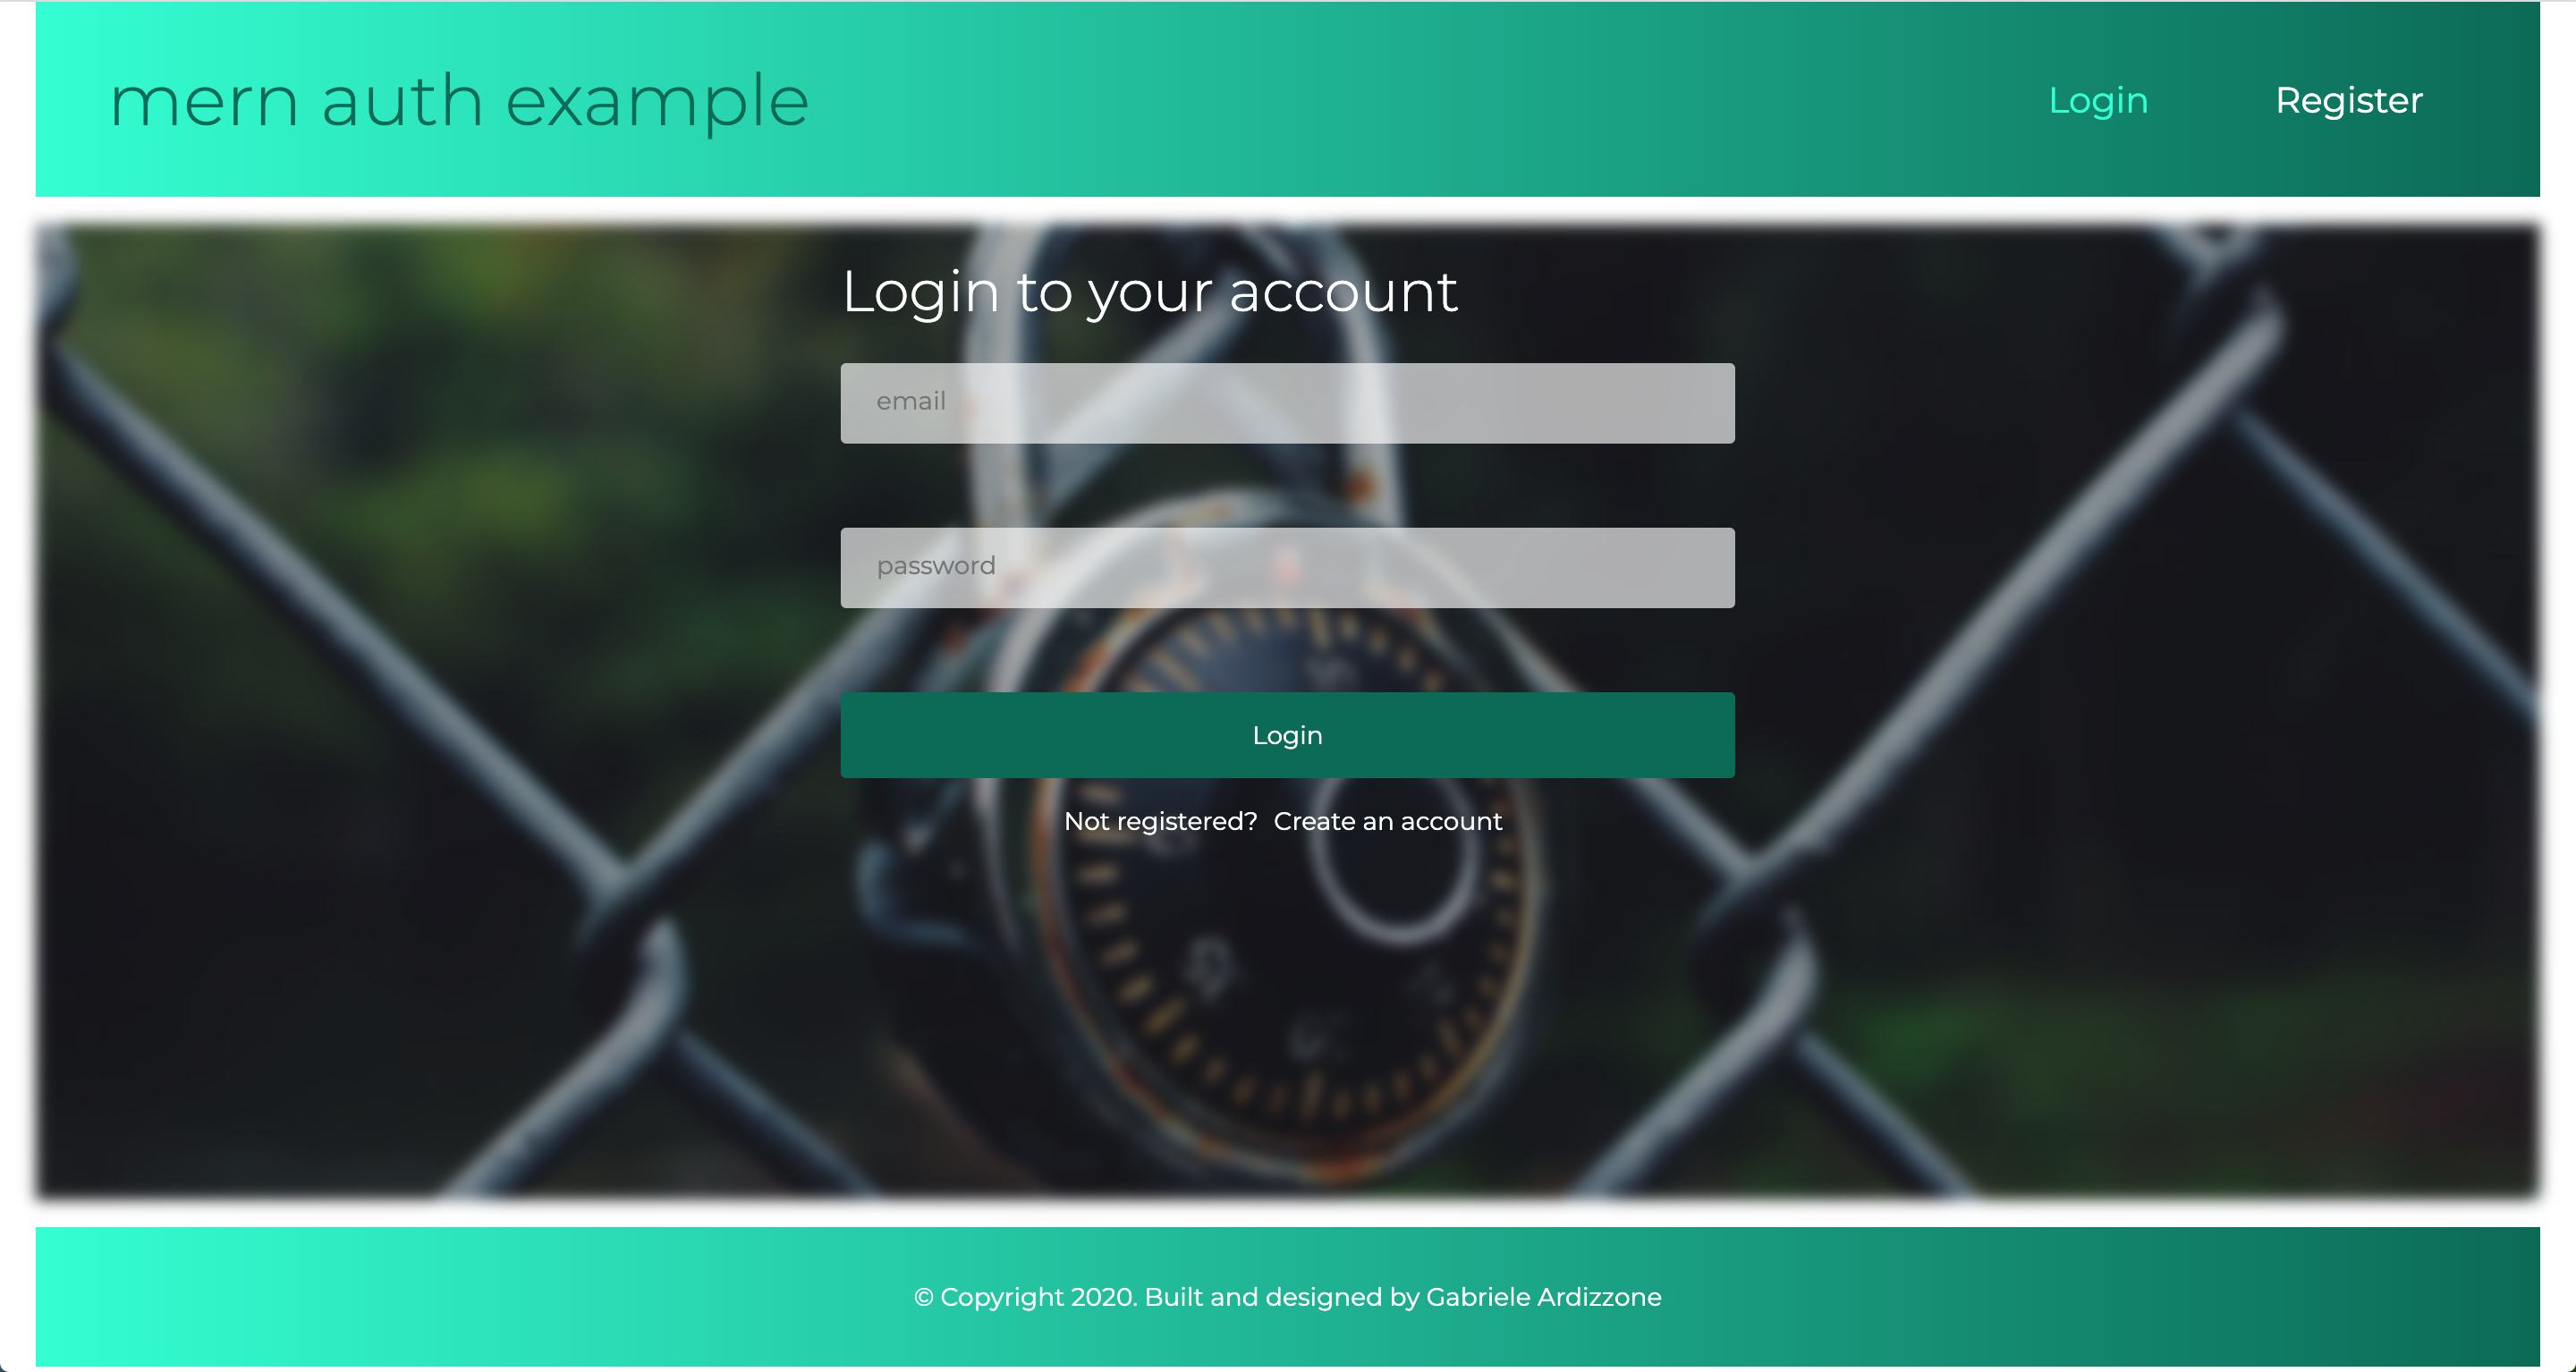 mern auth example
Login
Register
Login to your account
email
password
Login
Not registered? Create an account
© Copyright 2020. Built and designed by Gabriele Ardizzone